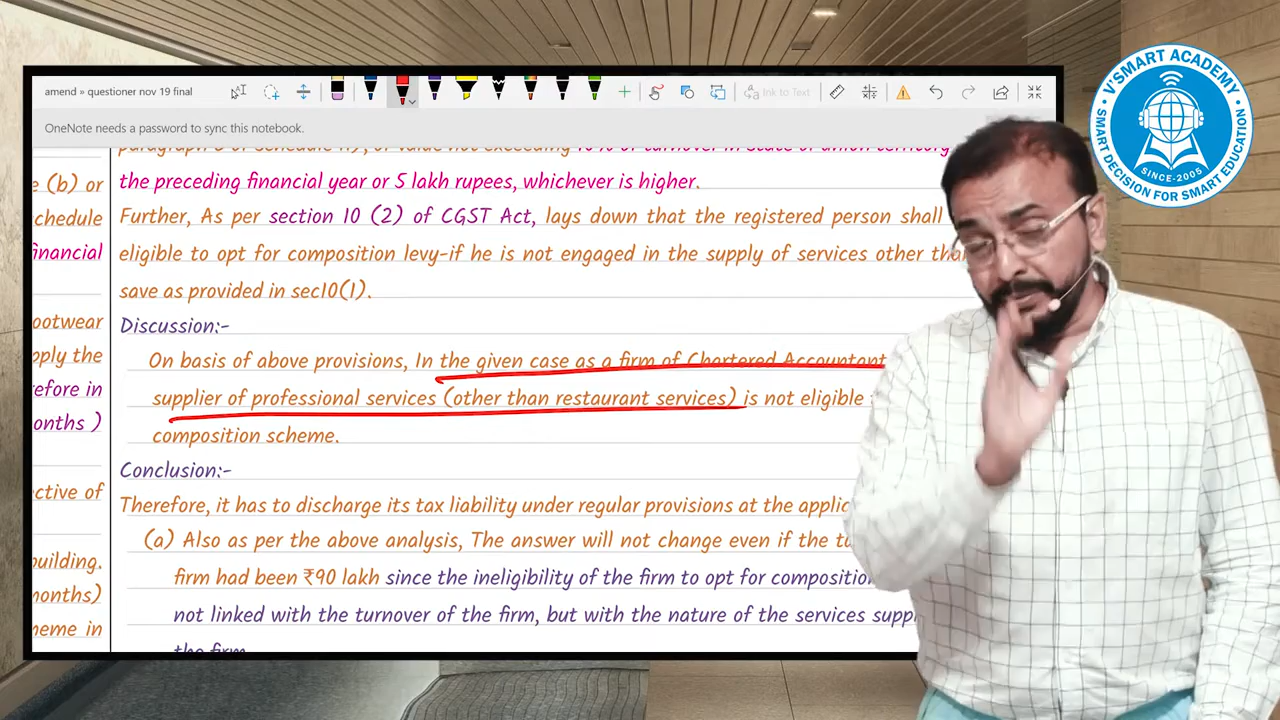 amend » questioner nov 19 final
Link to Text
OneNote needs a password to sync this notebook.
e (b) or
chedule
financial
ootwear
pply the
refore in
onths )
ective of
building.
months)
heme in
the preceding financial year or 5 lakh rupees, whichever is higher.
Further, As per section 10 (2) of CGST Act, lays down that the registered person shall
eligible to opt for composition levy-if he is not engaged in the supply of services other than
save as provided in sec10(1).
Discussion:-
On basis of above provisions, In the given case as a firm of Chartered Accountant
supplier of professional services (other than restaurant services) is not eligible
composition scheme.
Conclusion:-
Therefore, it has to discharge its tax liability under regular provisions at the applic
(a) Also as per the above analysis, The answer will not change even if the tu
firm had been ₹90 lakh since the ineligibility of the firm to opt for composition
not linked with the turnover of the firm, but with the nature of the services supp
the firm
V'SMART ACADEMY
SMART DECISION FOR SMART EDUCATION
SINCE-2005